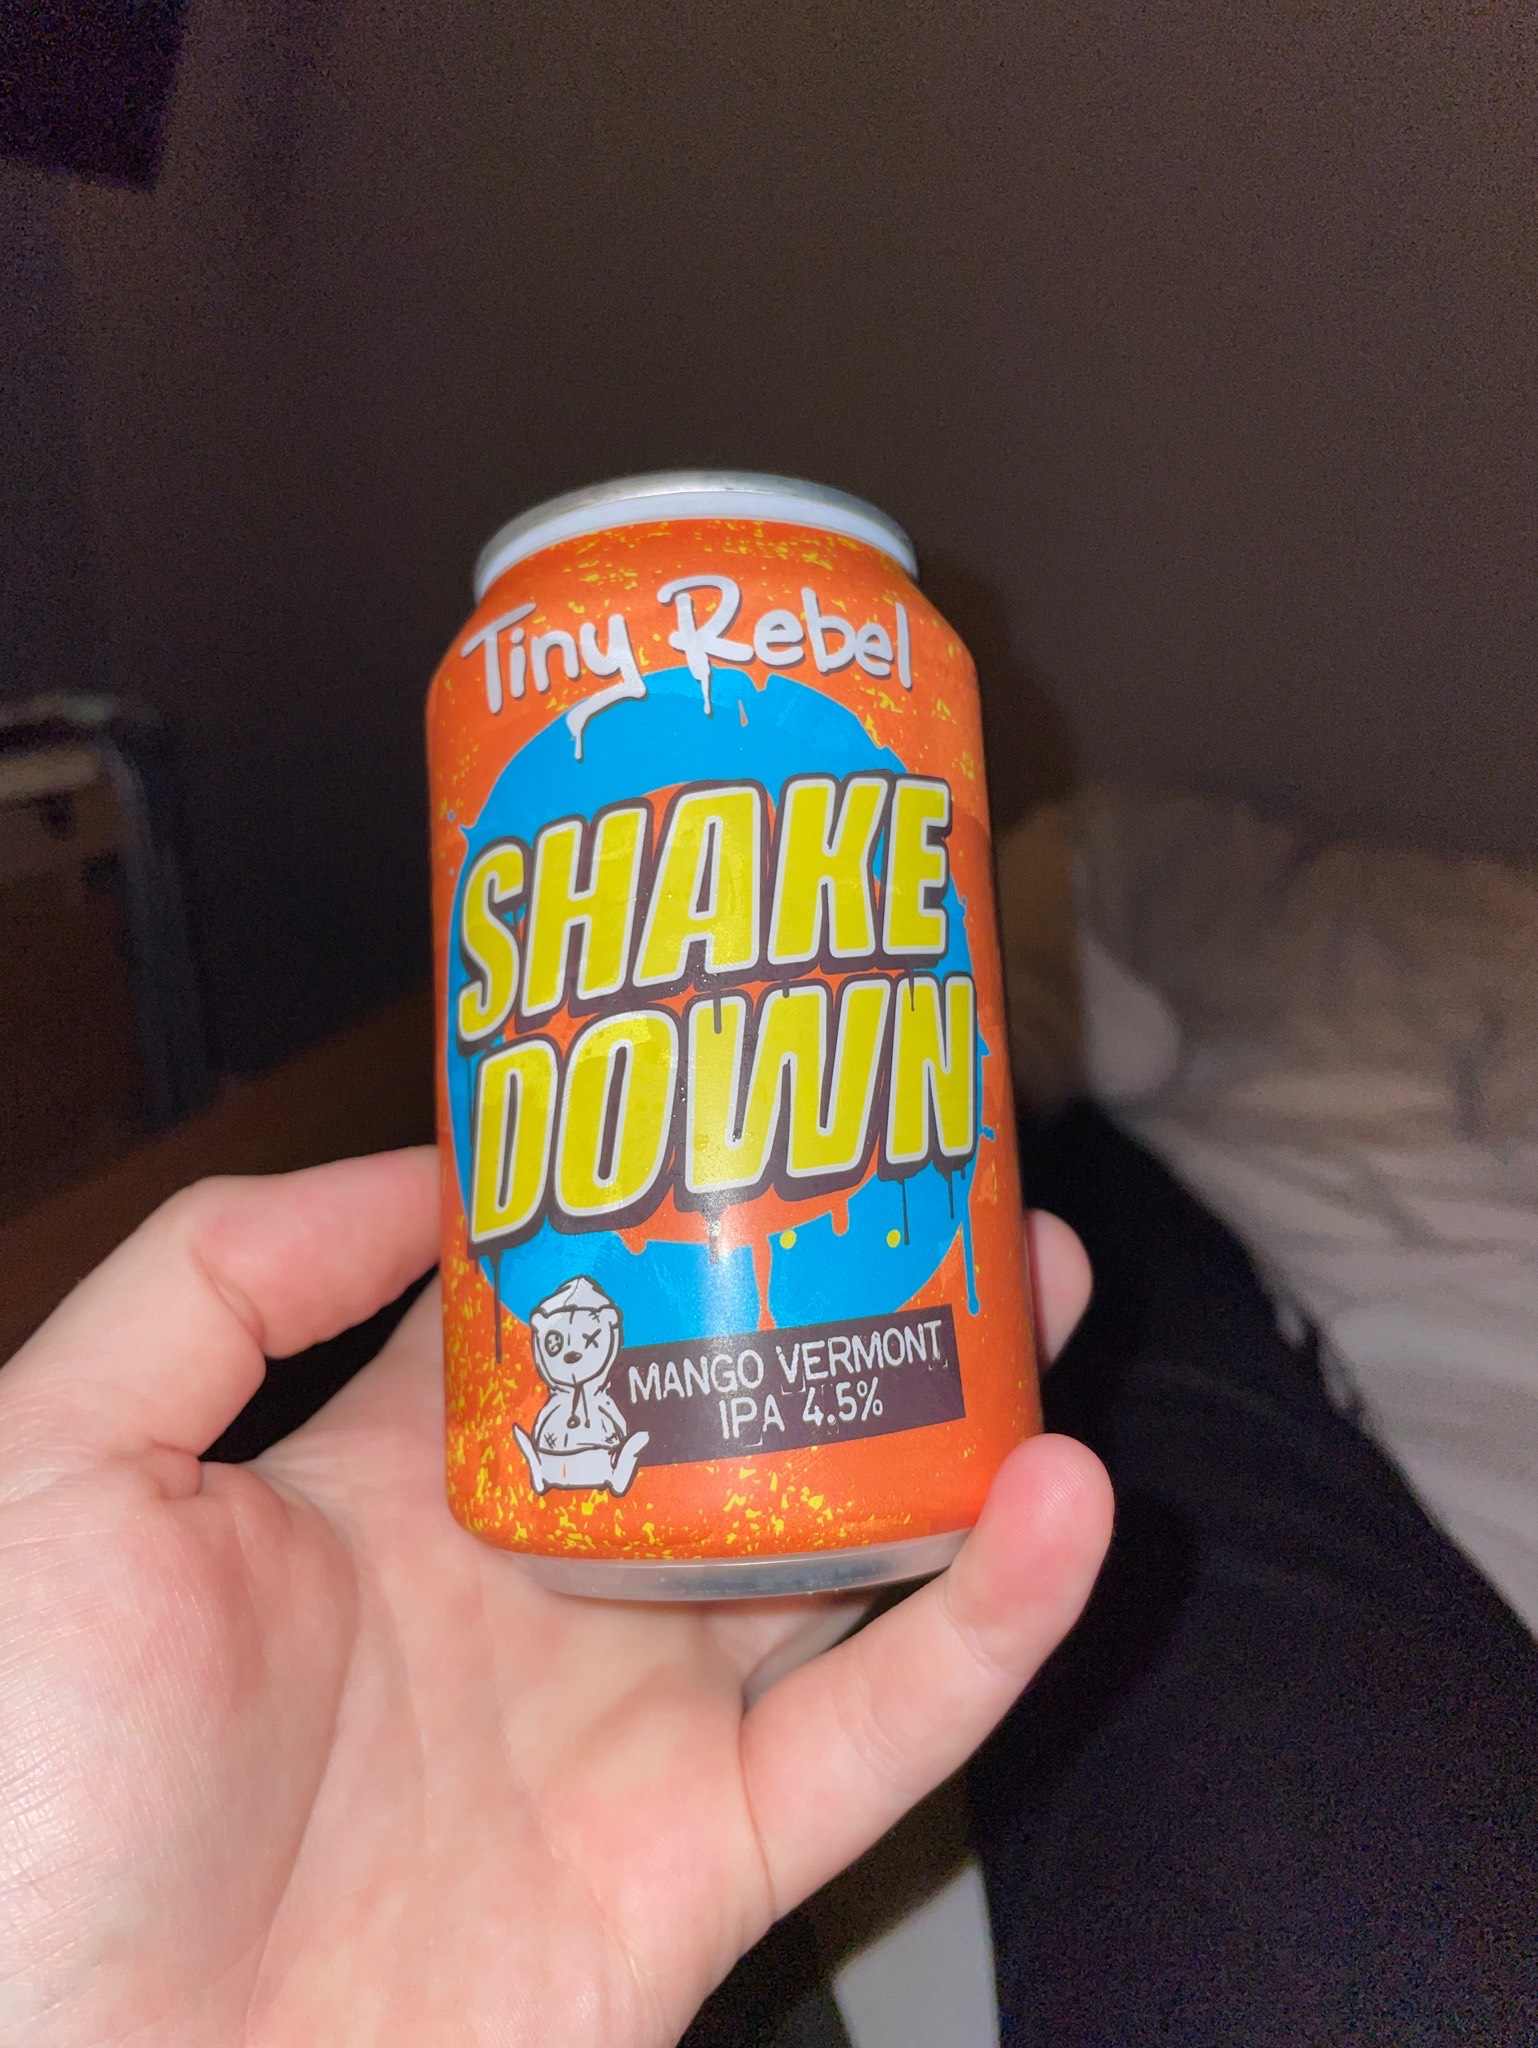 Tiny Rebel
SHAKE
DOWN
MANGO VERMONT
IPA 4.5%